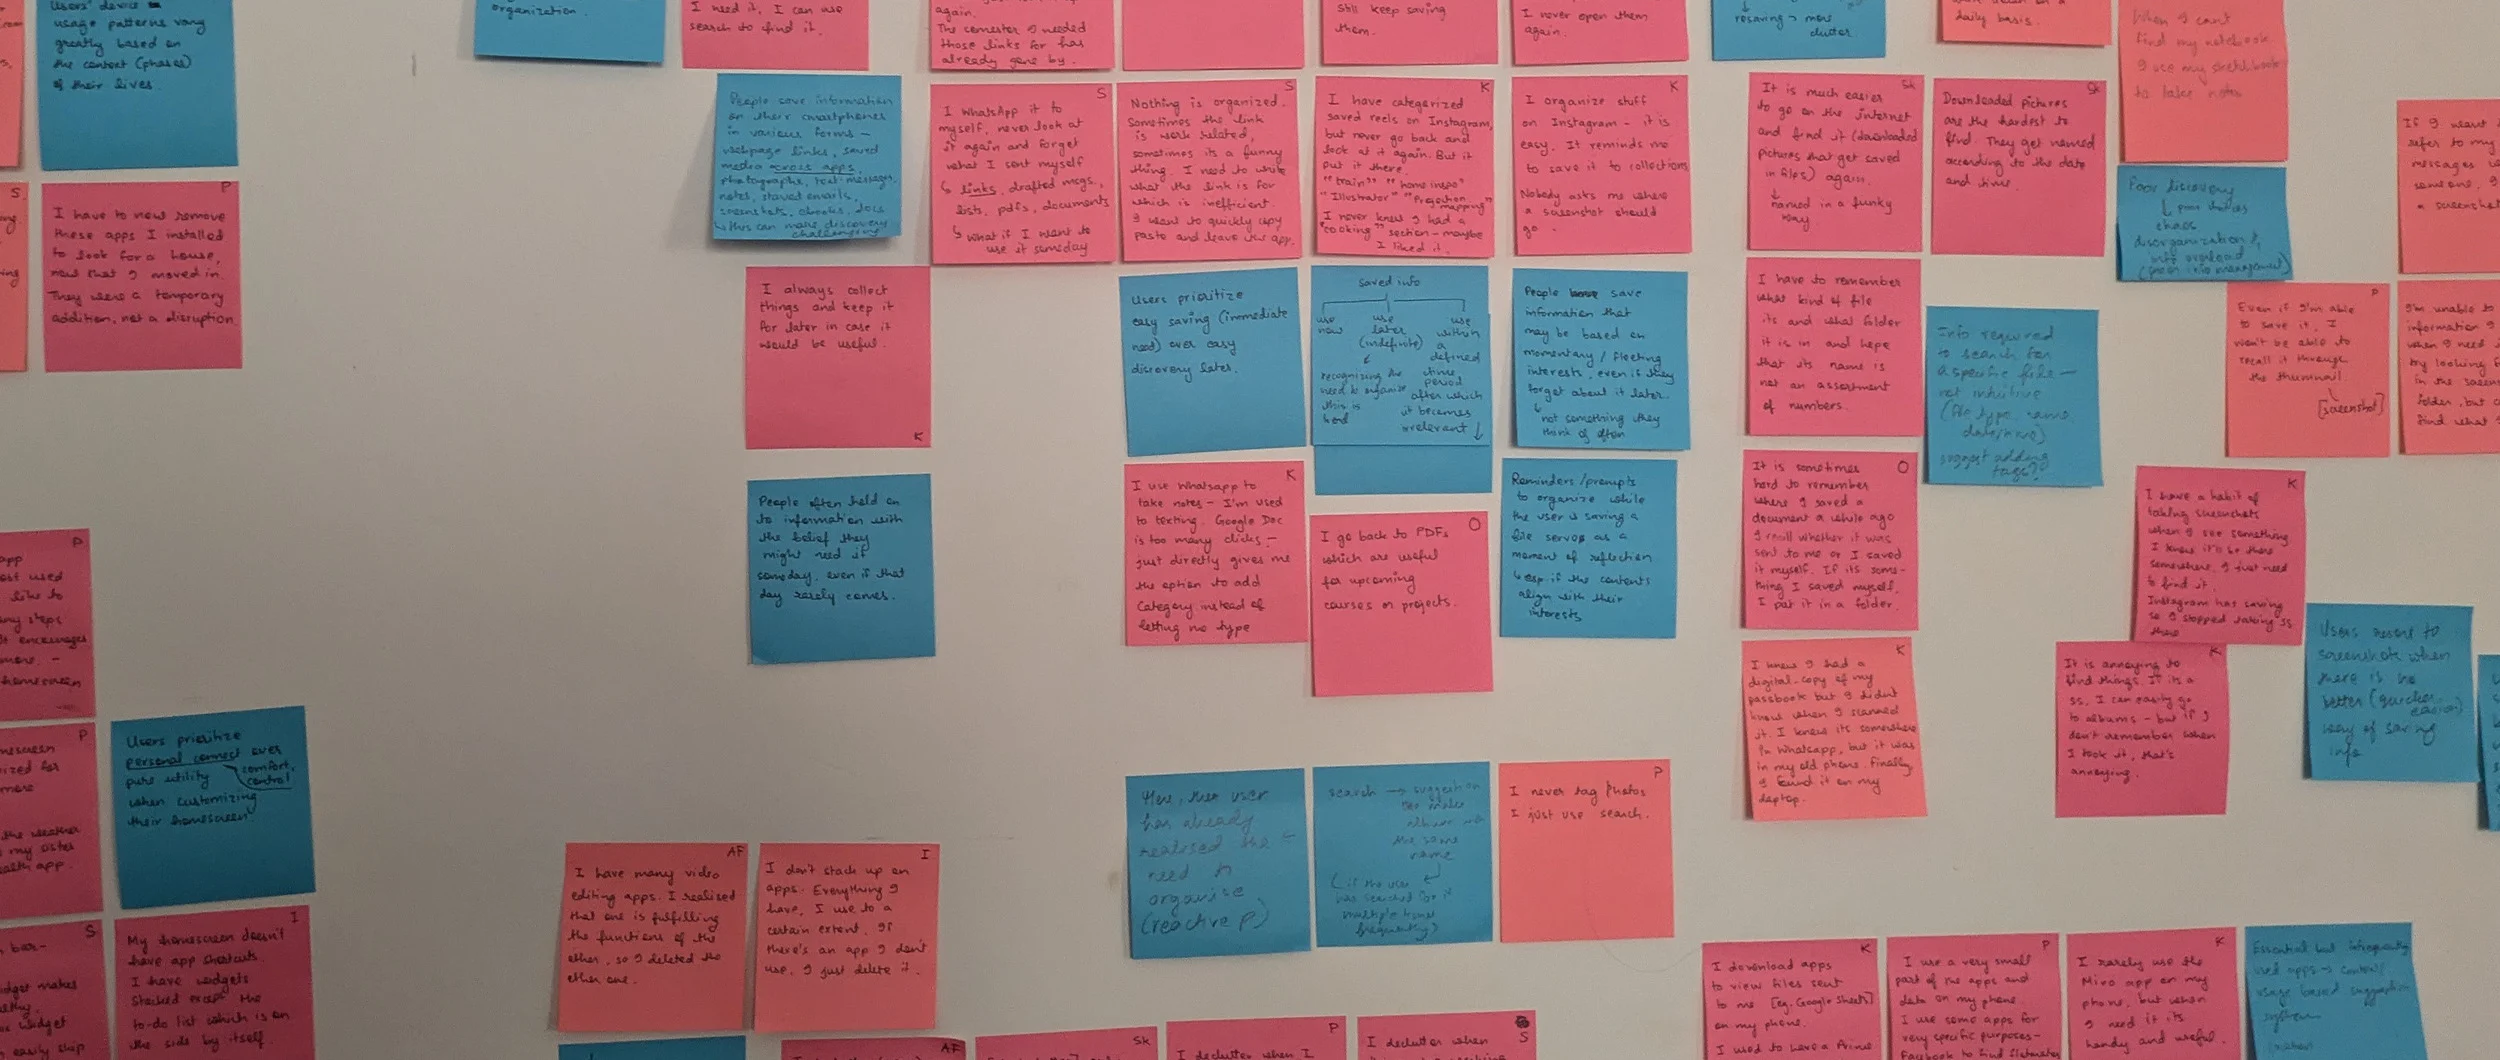 Users' device
usage patterns vary
greatly based on
the context (phases)
of their lives.
organization.
I need it, I can use
search to find it.
again.
The semester I needed
those links for has
already gone by.
still keep saving
them.
I never open them
again.
resaving → more
clutter.
daily basis.
When I can't
find my notebook
I use my sketchbook
to take notes
S
P
I have to now remove
these apps I installed
to look for a house,
now that I moved in.
They were a temporary
addition, not a disruption.
People save information
on their smartphones
in various forms –
webpage links, saved
media across apps,
photographs, text messages,
notes, starred emails,
screenshots, ebooks, docs
↳ this can make discovery
challenging
S
I WhatsApp it to
myself, never look at
it again and forget
what I sent myself
↳ links, drafted msgs,
lists, pdfs, documents
↳ what if I want to
use it someday
S
Nothing is organized.
Sometimes the link
is work related,
sometimes its a funny
thing. I need to write
what the link is for
which is inefficient.
I want to quickly copy
paste and leave the app.
K
I have categorized
saved reels on Instagram,
but never go back and
look at it again. But it
put it there.
"train" "home inspo"
"Illustrator" "Projection
mapping"
I never knew I had a
"cooking" section – maybe
I liked it.
K
I organize stuff
on Instagram – it is
easy. It reminds me
to save it to collections
Nobody asks me where
a screenshot should
go.
Sk
It is much easier
to go on the internet
and find it (downloaded
pictures that get saved
in files) again.
↓
named in a funky
way
Sk
Downloaded pictures
are the hardest to
find. They get named
according to the date
and time.
Poor discovery
↳ poor choices
chaos
disorganization,
info overload
(poor info management)
If I want
refer to my
messages
someone, I
a screenshot
I always collect
things and keep it
for later in case it
would be useful.
K
Users prioritize
easy saving (immediate
need) over easy
discovery later.
saved info
use use use
now later within
(indefinite) a
defined
recognising the time
need to organise period
this is after which
hard it becomes
irrelevant ↓
People save
information that
may be based on
momentary / fleeting
interests, even if they
forget about it later.
↳ not something they
think of often
I have to remember
what kind of file
its and what folder
it is in and hope
that its name is
not an assortment
of numbers.
Info required
to search for
a specific file –
not intuitive
(file type, name
date/time)
suggest adding
tags??
P
Even if I'm able
to save it, I
won't be able to
recall it through
the thumbnail.
[screenshot]
I'm unable to
information I
when I need
try looking
in the screen
folder, but
find what
People often hold on
to information with
the belief they
might need it
someday, even if that
day rarely comes.
K
I use Whatsapp to
take notes – I'm used
to texting. Google Doc
is too many clicks –
just directly gives me
the option to add
category instead of
letting me type
O
I go back to PDFs
which are useful
for upcoming
courses or projects.
Reminders/prompts
to organize while
the user is saving a
file serves as a
moment of reflection
↳ esp if the contents
align with their
interests
O
It is sometimes
hard to remember
where I saved a
document a while ago
I recall whether it was
sent to me or I saved
it myself. If its some-
thing I saved myself,
I put it in a folder.
K
I have a habit of
taking screenshots
when I see something
I know it'll be there
somewhere, I just need
to find it.
Instagram has saving
so I stopped taking SS
there
P
app
used
like to
steps
encourages
more –
homescreen
K
I knew I had a
digital copy of my
passbook but I didn't
know when I scanned
it. I knew its somewhere
in Whatsapp, but it was
in my old phone. Finally,
I found it on my
laptop.
K
It is annoying to
find things. If its a
SS, I can easily go
to albums – but if I
don't remember when
I took it, that's
annoying.
Users resort to
screenshots when
there is no
better (quicker
easier)
way of saving
info
P
homescreen
for
more
the weather
my sister
health app.
Users prioritize
personal connect over
pure utility comfort,
control
when customizing
their homescreen.
Here, the user
has already
realised the
need to
organise
(reactive P)
search → suggestion
to make
album with
the same
name
(if the user
has searched for it
multiple times
frequently)
P
I never tag photos
I just use search.
AF
I have many video
editing apps. I realised
that one is fulfilling
the functions of the
other, so I deleted the
other one.
I
I don't stack up on
apps. Everything I
have, I use to a
certain extent. If
there's an app I don't
use, I just delete it.
S
widget makes
widget
easily skip
I
My homescreen doesn't
have app shortcuts.
I have widgets
stacked except the
to-do list which is on
the side by itself.
K
I download apps
to view files sent
to me [eg. Google Sheets]
on my phone.
I used to have a Prime
P
I use a very small
part of the apps and
data on my phone.
I use some apps for
very specific purposes –
Facebook to find flatmates
K
I rarely use the
Miro app on my
phone, but when
I need it its
handy and useful.
Essential but infrequently
used apps → context/
usage based suggestion
system
AF
Sk
P
I declutter when I
S
I declutter when